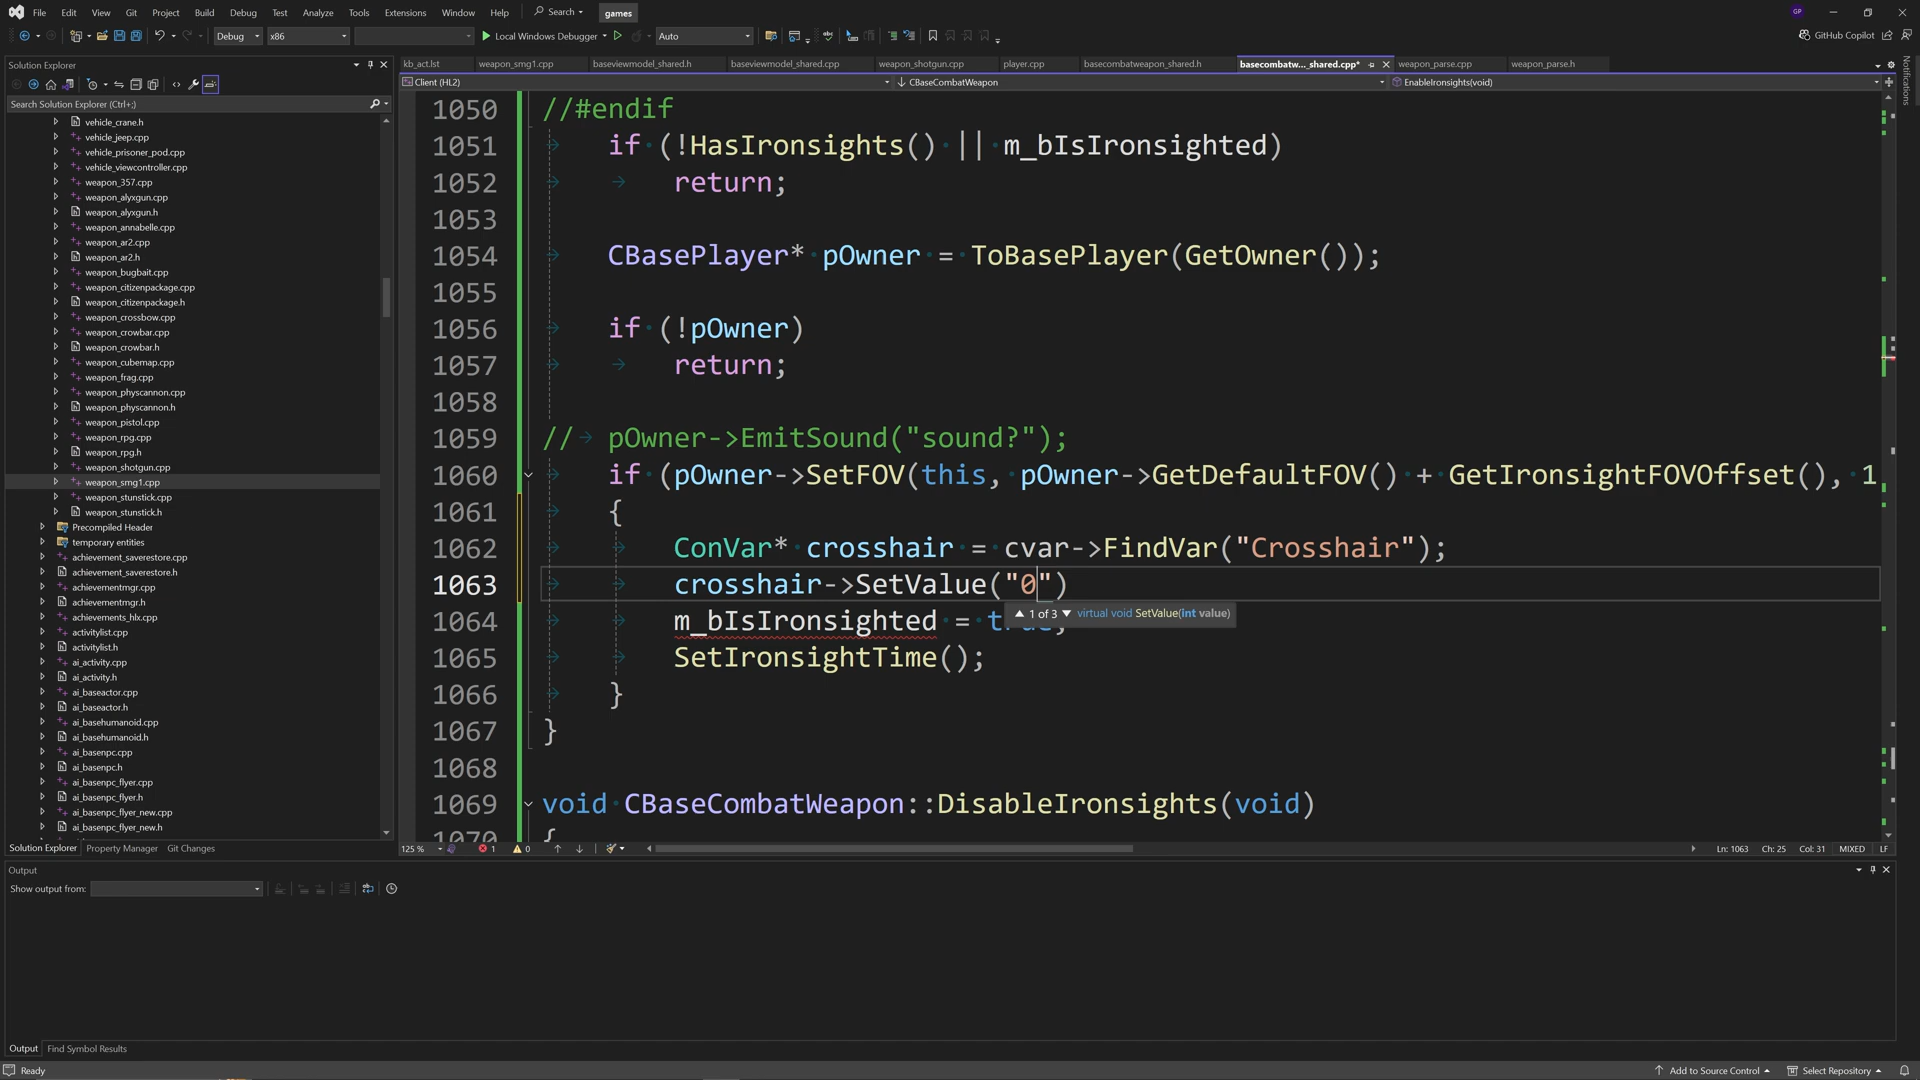 File Edit View Git Project Build Debug Test Analyze Tools Extensions Window Help Search games GP
Debug x86 Local Windows Debugger Auto GitHub Copilot
Solution Explorer
Search Solution Explorer (Ctrl+;)
vehicle_crane.h
vehicle_jeep.cpp
vehicle_prisoner_pod.cpp
vehicle_viewcontroller.cpp
weapon_357.cpp
weapon_alyxgun.cpp
weapon_alyxgun.h
weapon_annabelle.cpp
weapon_ar2.cpp
weapon_ar2.h
weapon_bugbait.cpp
weapon_citizenpackage.cpp
weapon_citizenpackage.h
weapon_crossbow.cpp
weapon_crowbar.cpp
weapon_crowbar.h
weapon_cubemap.cpp
weapon_frag.cpp
weapon_physcannon.cpp
weapon_physcannon.h
weapon_pistol.cpp
weapon_rpg.cpp
weapon_rpg.h
weapon_shotgun.cpp
weapon_smg1.cpp
weapon_stunstick.cpp
weapon_stunstick.h
Precompiled Header
temporary entities
achievement_saverestore.cpp
achievement_saverestore.h
achievementmgr.cpp
achievementmgr.h
achievements_hlx.cpp
activitylist.cpp
activitylist.h
ai_activity.cpp
ai_activity.h
ai_baseactor.cpp
ai_baseactor.h
ai_basehumanoid.cpp
ai_basehumanoid.h
ai_basenpc.cpp
ai_basenpc.h
ai_basenpc_flyer.cpp
ai_basenpc_flyer.h
ai_basenpc_flyer_new.cpp
ai_basenpc_flyer_new.h
Solution Explorer Property Manager Git Changes
kb_act.lst weapon_smg1.cpp baseviewmodel_shared.h baseviewmodel_shared.cpp weapon_shotgun.cpp player.cpp basecombatweapon_shared.h basecombatw..._shared.cpp* weapon_parse.cpp weapon_parse.h
Client (HL2) CBaseCombatWeapon EnableIronsights(void)
1050 //#endif
1051 if (!HasIronsights() || m_bIsIronsighted)
1052 return;
1053
1054 CBasePlayer* pOwner = ToBasePlayer(GetOwner());
1055
1056 if (!pOwner)
1057 return;
1058
1059 // pOwner->EmitSound("sound?");
1060 if (pOwner->SetFOV(this, pOwner->GetDefaultFOV() + GetIronsightFOVOffset(), 1
1061 {
1062 ConVar* crosshair = cvar->FindVar("Crosshair");
1063 crosshair->SetValue("0")
1 of 3 virtual void SetValue(int value)
1064 m_bIsIronsighted = true;
1065 SetIronsightTime();
1066 }
1067 }
1068
1069 void CBaseCombatWeapon::DisableIronsights(void)
1070 {
125 % 1 0 Ln: 1063 Ch: 25 Col: 31 MIXED LF
Notifications
Output
Show output from:
Output Find Symbol Results
Ready Add to Source Control Select Repository